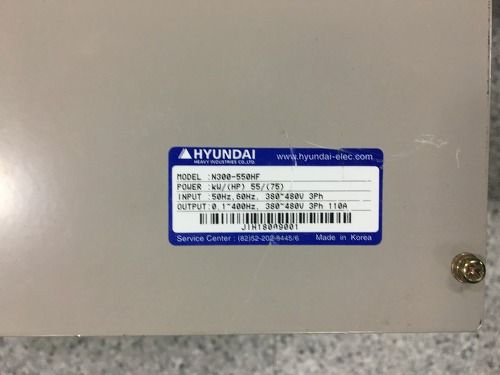 HYUNDAI
HEAVY INDUSTRIES CO.,LTD.
www.hyundai-elec.com
MODEL :N300-550HF
POWER :kW/(HP) 55/(75)
INPUT :50Hz,60Hz, 380~480V 3Ph
OUTPUT:0.1~400Hz, 380~480V 3Ph 110A
Service Center : (82)52-202-8445/6
Made in Korea